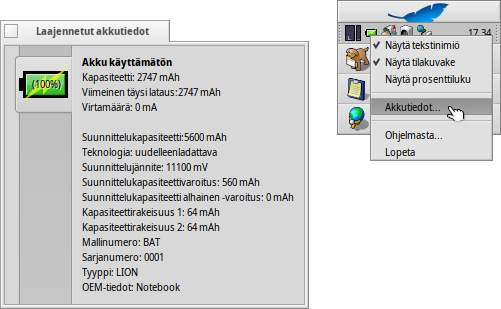 Laajennetut akkutiedot
(100%)
Akku käyttämätön
Kapasiteetti: 2747 mAh
Viimeinen täysi lataus:2747 mAh
Virtamäärä: 0 mA
Suunnittelukapasiteetti:5600 mAh
Teknologia: uudelleenladattava
Suunnittelujännite: 11100 mV
Suunnittelukapasiteettivaroitus: 560 mAh
Suunnittelukapasiteetti alhainen -varoitus: 0 mAh
Kapasiteettirakeisuus 1: 64 mAh
Kapasiteettirakeisuus 2: 64 mAh
Mallinumero: BAT
Sarjanumero: 0001
Tyyppi: LION
OEM-tiedot: Notebook
17.34
Näytä tekstinimiö
Näytä tilakuvake
Näytä prosenttiluku
Akkutiedot...
Ohjelmasta...
Lopeta